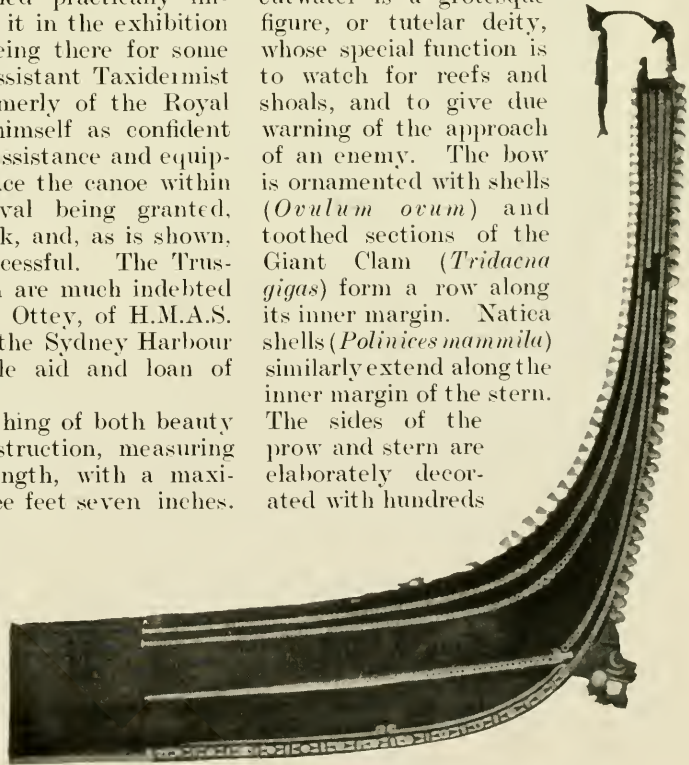 it in the exhibition
eing there for some
ssistant Taxidermist
merly of the Royal
himself as confident
ssistance and equip-
ce the canoe within
val being granted,
k, and, as is shown,
cessful. The Trus-
are much indebted
Ottey, of H.M.A.S.
the Sydney Harbour
le aid and loan of
hing of both beauty
struction, measuring
ngth, with a maxi-
ee feet seven inches.
figure, or tutelar deity,
whose special function is
to watch for reefs and
shoals, and to give due
warning of the approach
of an enemy. The bow
is ornamented with shells
(Ovulum ovum) and
toothed sections of the
Giant Clam (Tridacna
gigas) form a row along
its inner margin. Natica
shells (Polinices mammila)
similarly extend along the
inner margin of the stern.
The sides of the
prow and stern are
elaborately decor-
ated with hundreds